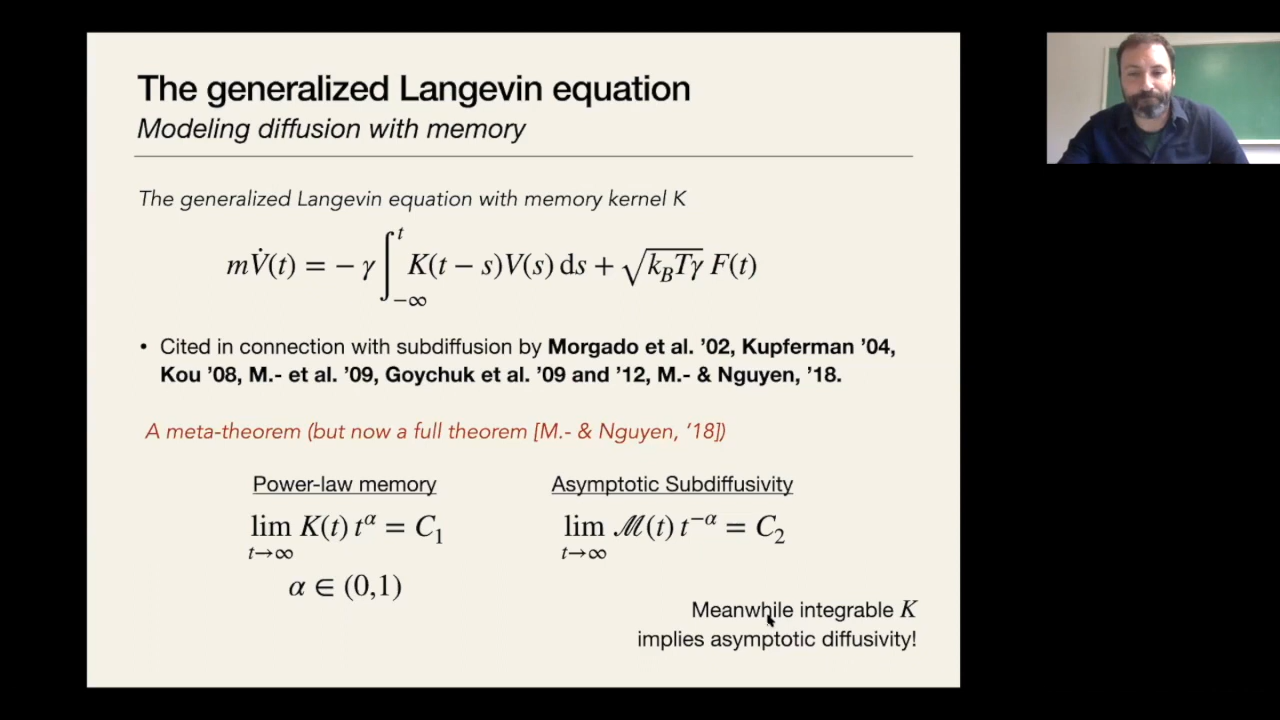 The generalized Langevin equation
Modeling diffusion with memory
The generalized Langevin equation with memory kernel K
mV̇(t) = − γ ∫_{−∞}^{t} K(t − s)V(s) ds + √(k_B Tγ) F(t)
• Cited in connection with subdiffusion by Morgado et al. ’02, Kupferman ’04,
Kou ’08, M.- et al. ’09, Goychuk et al. ’09 and ’12, M.- & Nguyen, ’18.
A meta-theorem (but now a full theorem [M.- & Nguyen, ’18])
Power-law memory
lim_{t→∞} K(t) t^α = C_1
α ∈ (0,1)
Asymptotic Subdiffusivity
lim_{t→∞} ℳ(t) t^{−α} = C_2
Meanwhile integrable K
implies asymptotic diffusivity!